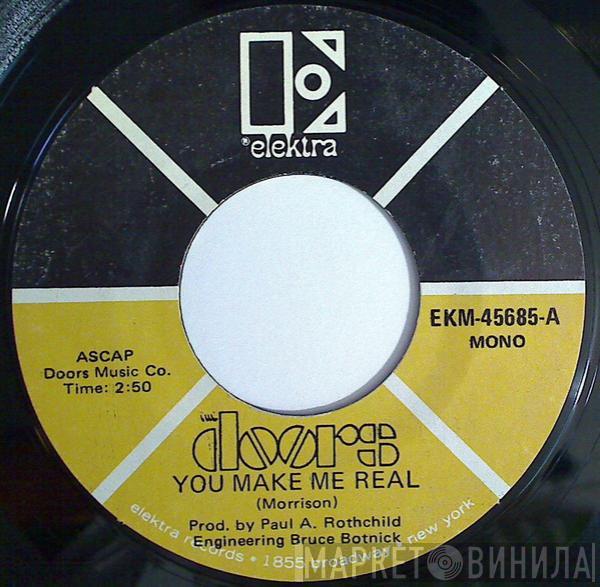 ® elektra
EKM-45685-A
MONO
ASCAP
Doors Music Co.
Time: 2:50
the doors
YOU MAKE ME REAL
(Morrison)
Prod. by Paul A. Rothchild
Engineering Bruce Botnick
elektra records • 1855 broadway, new york
МАРКЕТ ВИНИЛА